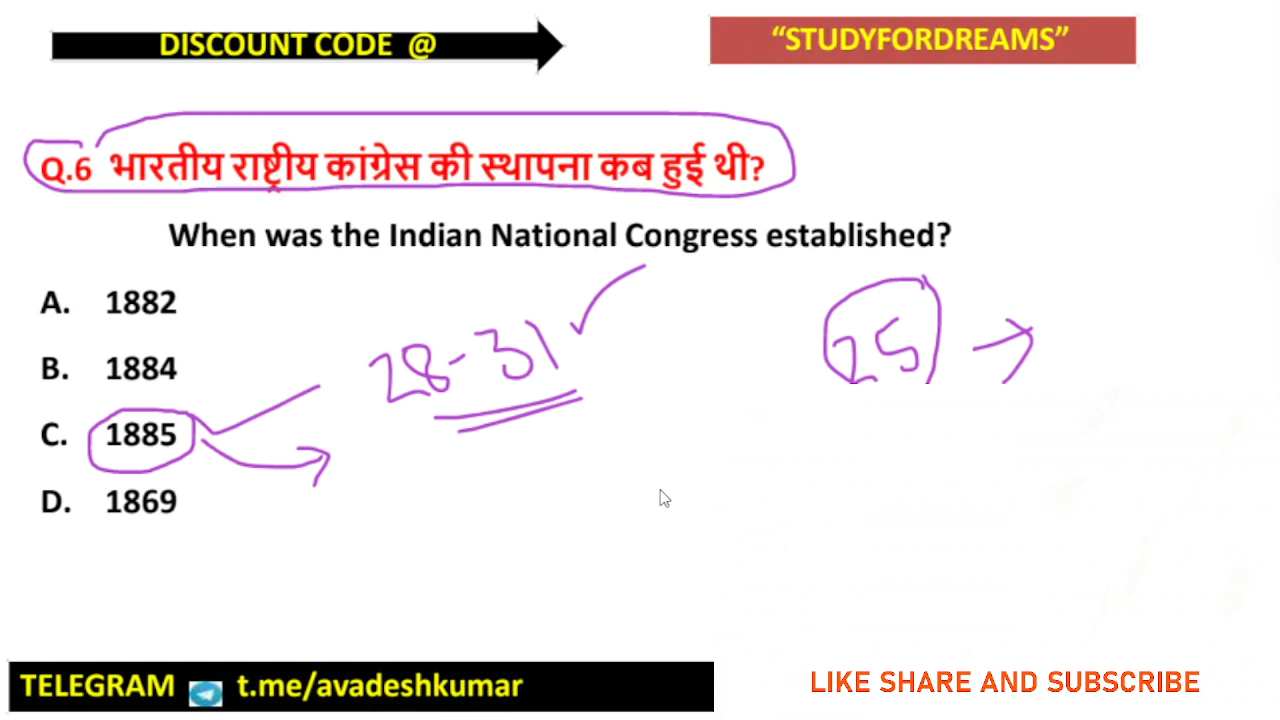 DISCOUNT CODE @
“STUDYFORDREAMS”
Q.6 भारतीय राष्ट्रीय कांग्रेस की स्थापना कब हुई थी?
When was the Indian National Congress established?
A. 1882
B. 1884
28-31
25
C. 1885
D. 1869
TELEGRAM t.me/avadeshkumar
LIKE SHARE AND SUBSCRIBE